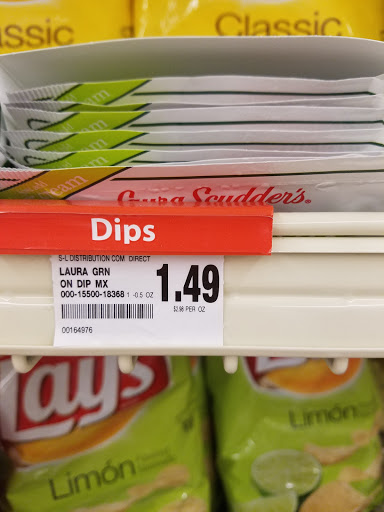 Classic
Classic
Laura Scudder's®
Dips
S-L DISTRIBUTION COM DIRECT
LAURA GRN
ON DIP MX
1.49
000-15500-18368 1 -0.5 OZ
$2.98 PER OZ
00164976
Lay's
Limón
Limón